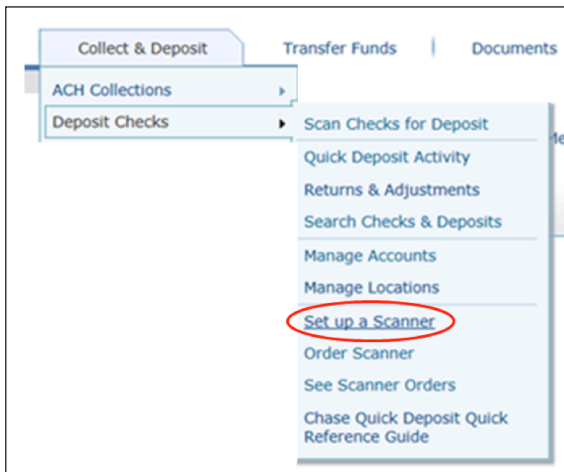 Collect & Deposit
Transfer Funds
Documents
ACH Collections
Deposit Checks
Scan Checks for Deposit
Quick Deposit Activity
Returns & Adjustments
Search Checks & Deposits
Manage Accounts
Manage Locations
Set up a Scanner
Order Scanner
See Scanner Orders
Chase Quick Deposit Quick
Reference Guide